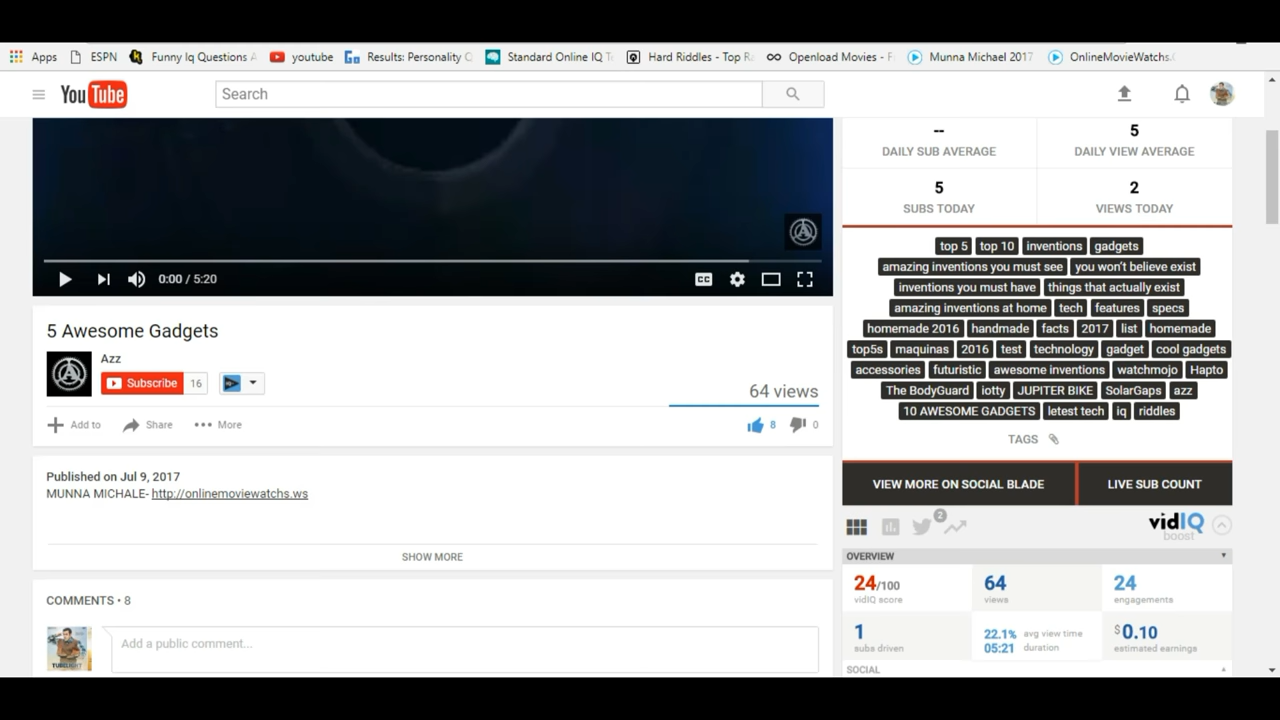 Apps ESPN Funny Iq Questions A youtube Results: Personality Q Standard Online IQ T Hard Riddles - Top R Openload Movies - F Munna Michael 2017 OnlineMovieWatchs.
YouTube Search
-- 5
DAILY SUB AVERAGE DAILY VIEW AVERAGE
5 2
SUBS TODAY VIEWS TODAY
top 5 top 10 inventions gadgets
amazing inventions you must see you won't believe exist
inventions you must have things that actually exist
amazing inventions at home tech features specs
homemade 2016 handmade facts 2017 list homemade
top5s maquinas 2016 test technology gadget cool gadgets
accessories futuristic awesome inventions watchmojo Hapto
The BodyGuard iotty JUPITER BIKE SolarGaps azz
10 AWESOME GADGETS letest tech iq riddles
TAGS
VIEW MORE ON SOCIAL BLADE LIVE SUB COUNT
2 vidIQ
boost
OVERVIEW
24/100 64 24
vidIQ score views engagements
1 22.1% avg view time $0.10
subs driven 05:21 duration estimated earnings
SOCIAL
CC
0:00 / 5:20
5 Awesome Gadgets
Azz
Subscribe 16
64 views
Add to Share More 8 0
Published on Jul 9, 2017
MUNNA MICHALE- http://onlinemoviewatchs.ws
SHOW MORE
COMMENTS • 8
Add a public comment...
TUBELIGHT